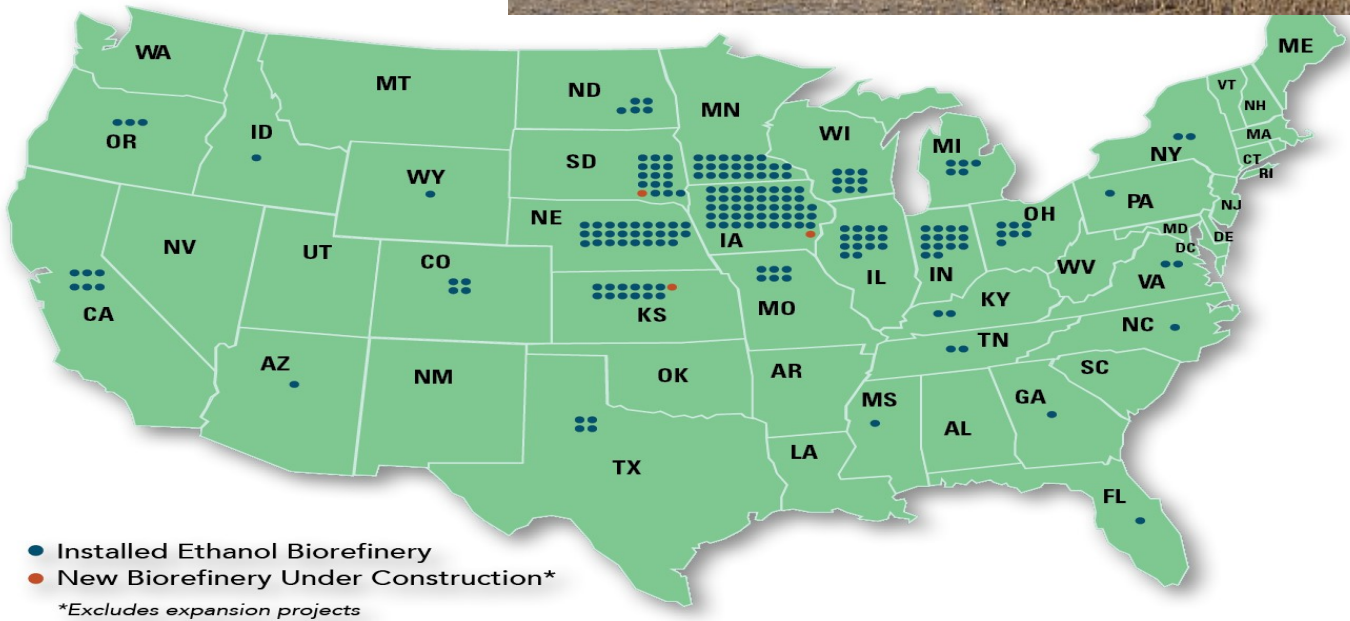 WA
MT
ND
MN
ME
VT
NH
OR
ID
WI
MI
NY
MA
CT
RI
SD
WY
NE
IA
PA
NJ
OH
MD
DE
DC
NV
UT
CO
IL
IN
WV
VA
CA
KS
MO
KY
NC
TN
AZ
NM
OK
AR
SC
MS
AL
GA
TX
LA
FL
Installed Ethanol Biorefinery
New Biorefinery Under Construction*
*Excludes expansion projects